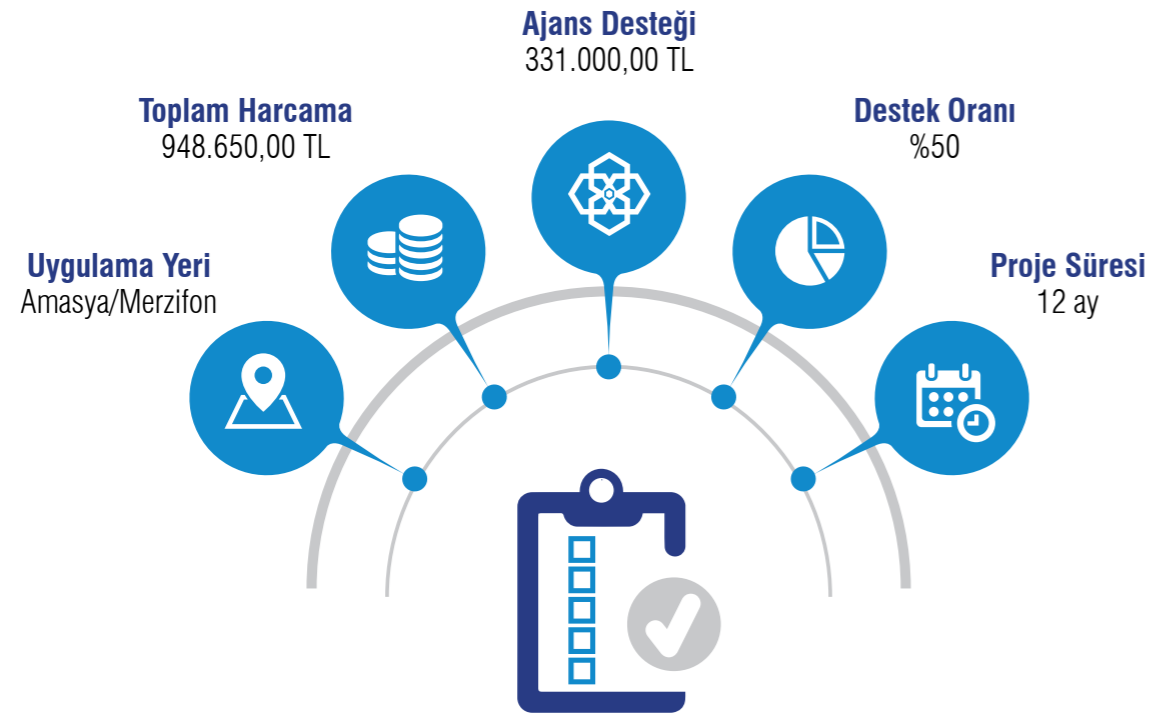 Ajans Desteği
331.000,00 TL
Toplam Harcama
948.650,00 TL
Destek Oranı
%50
Uygulama Yeri
Amasya/Merzifon
Proje Süresi
12 ay